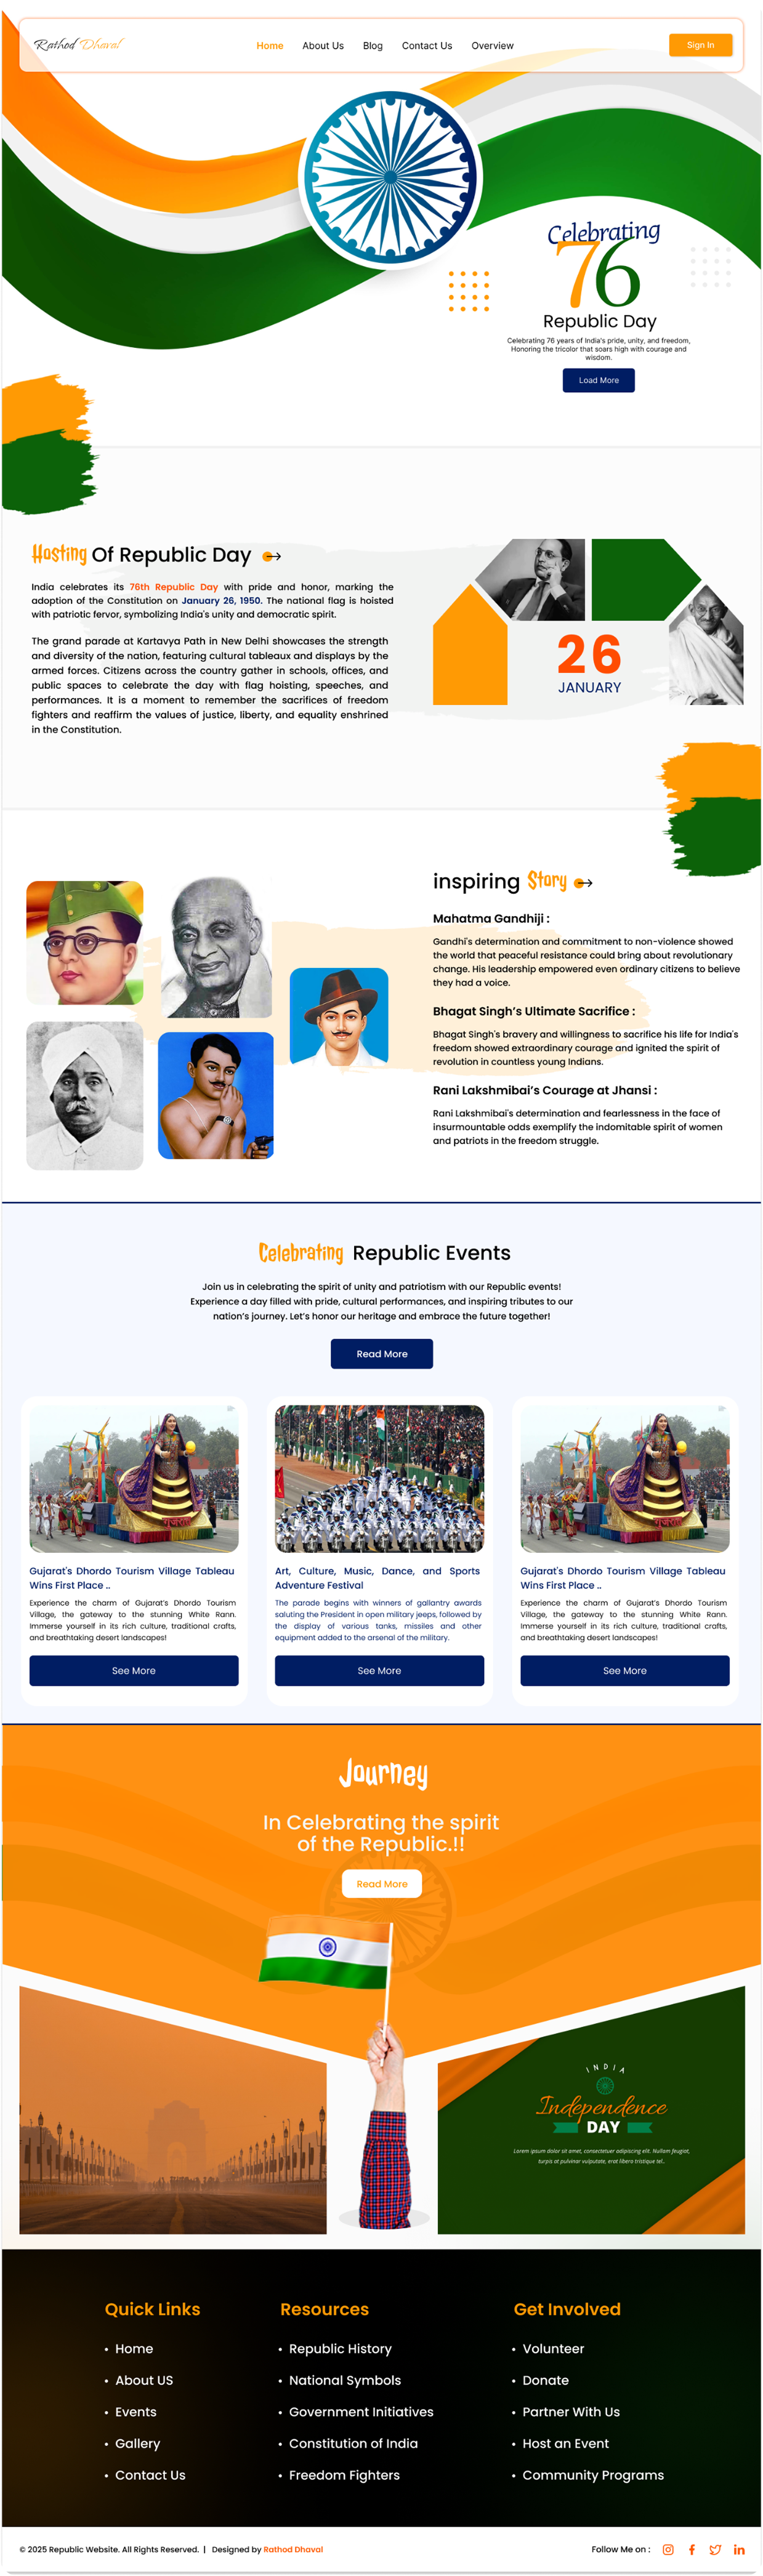 Rathod Dhaval
Home About Us Blog Contact Us Overview
Sign In
Celebrating
76
Republic Day
Celebrating 76 years of India's pride, unity, and freedom,
Honoring the tricolor that soars high with courage and
wisdom.
Load More
Hosting Of Republic Day
India celebrates its 76th Republic Day with pride and honor, marking the
adoption of the Constitution on January 26, 1950. The national flag is hoisted
with patriotic fervor, symbolizing India's unity and democratic spirit.
The grand parade at Kartavya Path in New Delhi showcases the strength
and diversity of the nation, featuring cultural tableaux and displays by the
armed forces. Citizens across the country gather in schools, offices, and
public spaces to celebrate the day with flag hoisting, speeches, and
performances. It is a moment to remember the sacrifices of freedom
fighters and reaffirm the values of justice, liberty, and equality enshrined
in the Constitution.
26
JANUARY
inspiring Story
Mahatma Gandhiji :
Gandhi's determination and commitment to non-violence showed
the world that peaceful resistance could bring about revolutionary
change. His leadership empowered even ordinary citizens to believe
they had a voice.
Bhagat Singh's Ultimate Sacrifice :
Bhagat Singh's bravery and willingness to sacrifice his life for India's
freedom showed extraordinary courage and ignited the spirit of
revolution in countless young Indians.
Rani Lakshmibai's Courage at Jhansi :
Rani Lakshmibai's determination and fearlessness in the face of
insurmountable odds exemplify the indomitable spirit of women
and patriots in the freedom struggle.
Celebrating Republic Events
Join us in celebrating the spirit of unity and patriotism with our Republic events!
Experience a day filled with pride, cultural performances, and inspiring tributes to our
nation's journey. Let's honor our heritage and embrace the future together!
Read More
Gujarat's Dhordo Tourism Village Tableau
Wins First Place ..
Experience the charm of Gujarat's Dhordo Tourism
Village, the gateway to the stunning White Rann.
Immerse yourself in its rich culture, traditional crafts,
and breathtaking desert landscapes!
See More
Art, Culture, Music, Dance, and Sports
Adventure Festival
The parade begins with winners of gallantry awards
saluting the President in open military jeeps, followed by
the display of various tanks, missiles and other
equipment added to the arsenal of the military.
See More
Gujarat's Dhordo Tourism Village Tableau
Wins First Place ..
Experience the charm of Gujarat's Dhordo Tourism
Village, the gateway to the stunning White Rann.
Immerse yourself in its rich culture, traditional crafts,
and breathtaking desert landscapes!
See More
Journey
In Celebrating the spirit
of the Republic.!!
Read More
INDIA
Independence
DAY
Lorem ipsum dolor sit amet, consectetuer adipiscing elit. Nullam feugiat,
turpis at pulvinar vulputate, erat libero tristique tel..
Quick Links
• Home
• About US
• Events
• Gallery
• Contact Us
Resources
• Republic History
• National Symbols
• Government Initiatives
• Constitution of India
• Freedom Fighters
Get Involved
• Volunteer
• Donate
• Partner With Us
• Host an Event
• Community Programs
© 2025 Republic Website. All Rights Reserved. | Designed by Rathod Dhaval
Follow Me on :